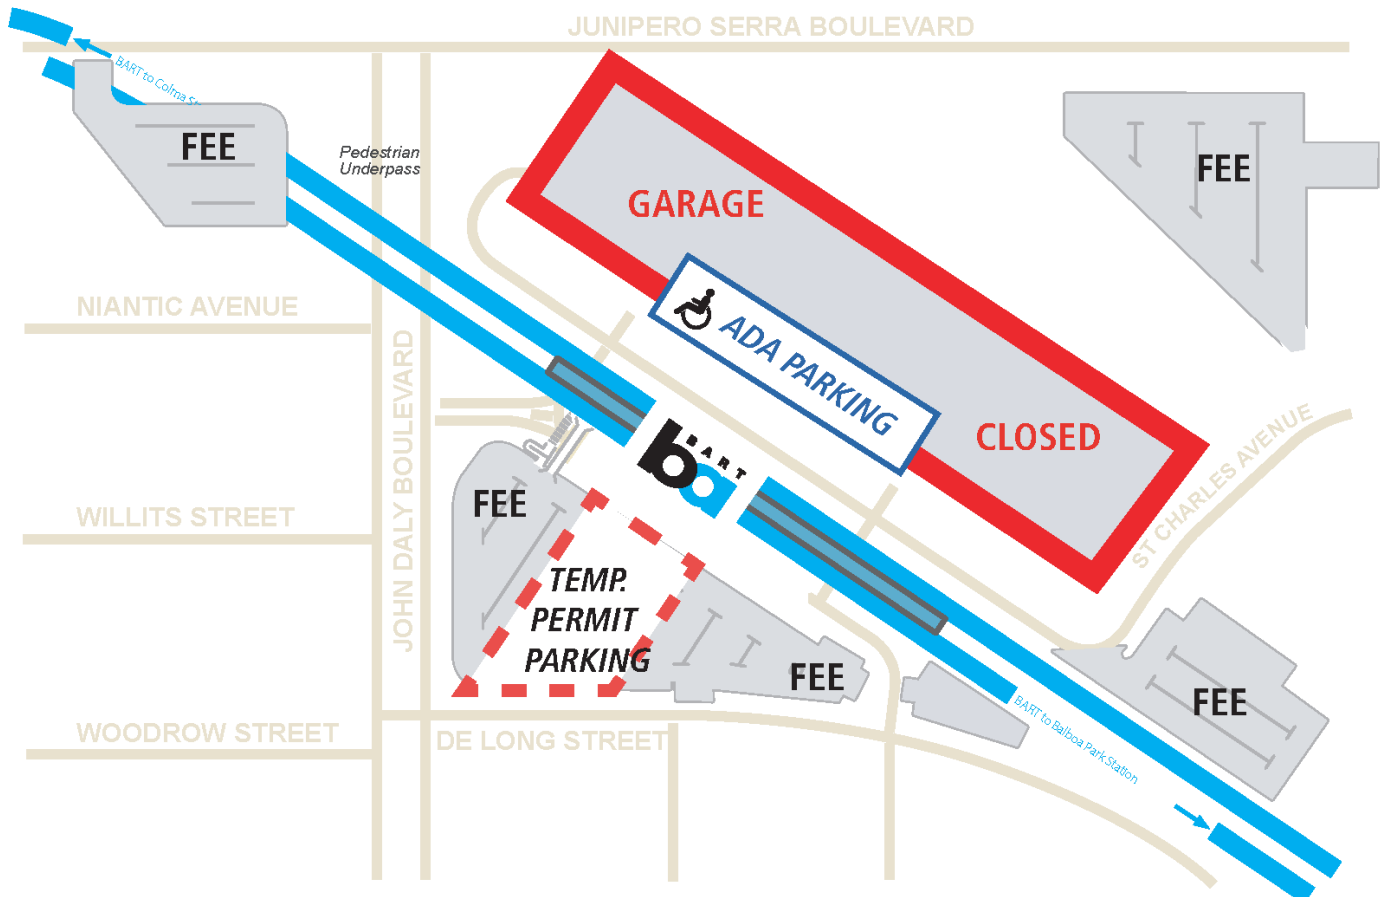 JUNIPERO SERRA BOULEVARD
BART to Colma
FEE
Pedestrian
Underpass
FEE
GARAGE
NIANTIC AVENUE
ADA PARKING
JOHN DALY BOULEVARD
BART
ba
CLOSED
ST CHARLES AVENUE
FEE
WILLITS STREET
TEMP.
PERMIT
PARKING
FEE
FEE
WOODROW STREET
DE LONG STREET
BART to Balboa Park Station